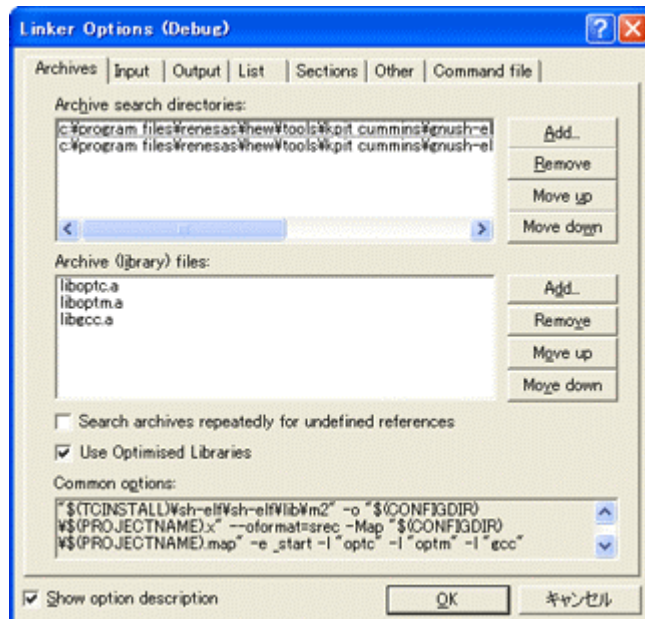 Linker Options (Debug)
Archives Input Output List Sections Other Command file
Archive search directories:
c:¥program files¥renesas¥hew¥tools¥kpit cummins¥gnush-el
c:¥program files¥renesas¥hew¥tools¥kpit cummins¥gnush-el
Add...
Remove
Move up
Move down
Archive (library) files:
liboptc.a
liboptm.a
libgcc.a
Add...
Remove
Move up
Move down
Search archives repeatedly for undefined references
Use Optimised Libraries
Common options:
"$(TCINSTALL)¥sh-elf¥sh-elf¥lib¥m2" -o "$(CONFIGDIR)
¥$(PROJECTNAME).x" --oformat=srec -Map "$(CONFIGDIR)
¥$(PROJECTNAME).map" -e _start -l "optc" -l "optm" -l "gcc"
Show option description
OK
キャンセル